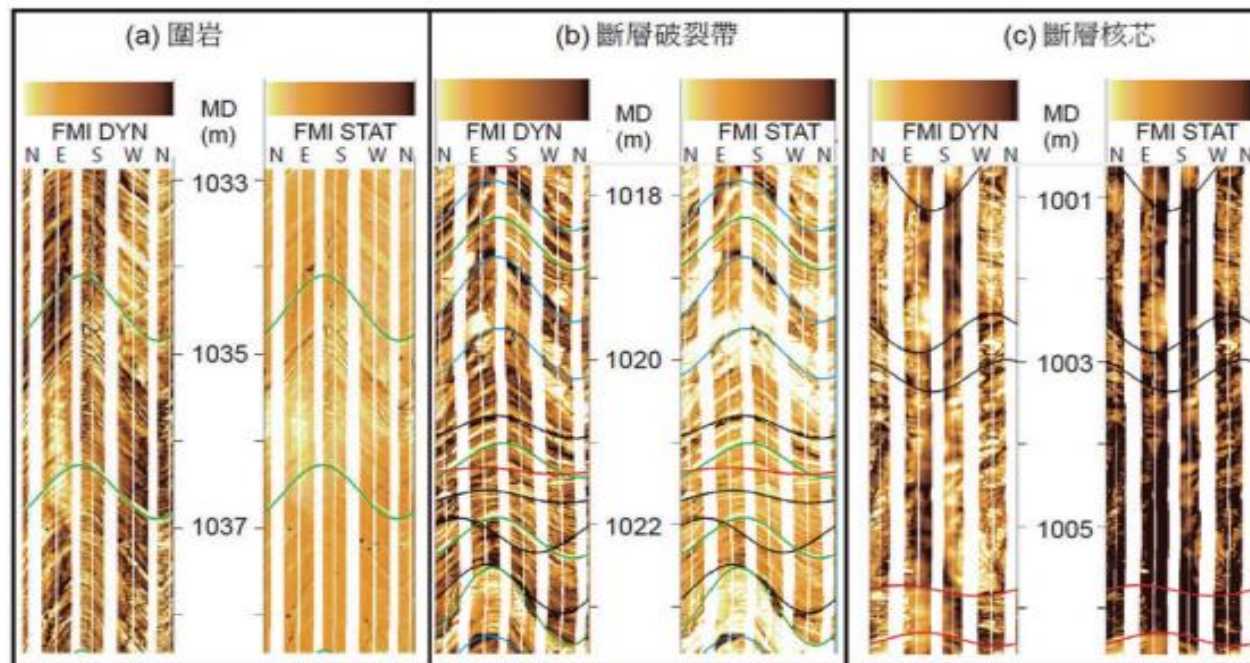 (a) 圍岩
FMI DYN
N E S W N
MD
(m)
FMI STAT
N E S W N
1033
1035
1037
(b) 斷層破裂帶
FMI DYN
N E S W N
MD
(m)
FMI STAT
N E S W N
1018
1020
1022
(c) 斷層核芯
FMI DYN
N E S W N
MD
(m)
FMI STAT
N E S W N
1001
1003
1005